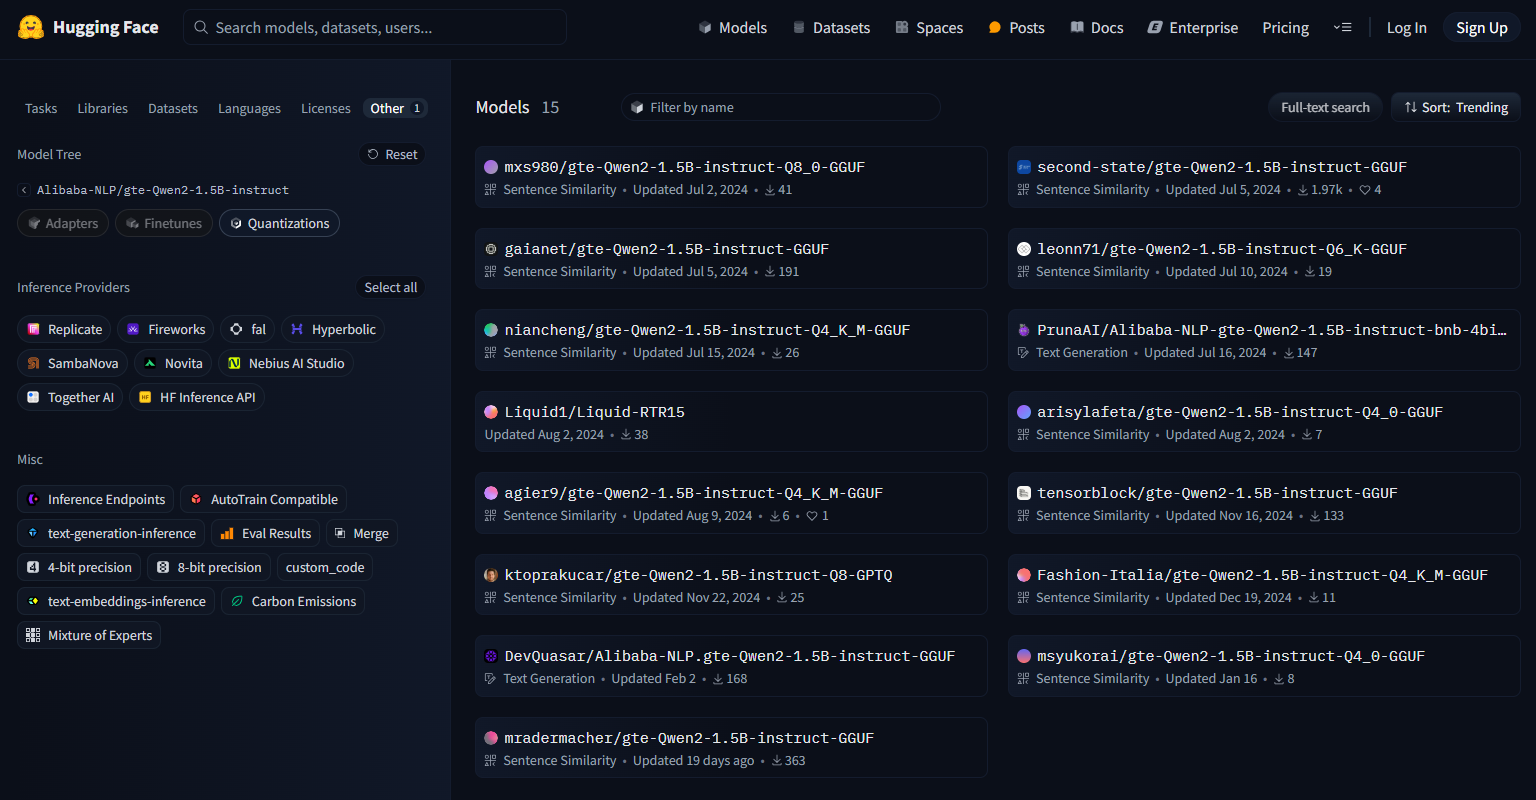 Hugging Face
Search models, datasets, users...
Models Datasets Spaces Posts Docs Enterprise Pricing Log In Sign Up
Tasks Libraries Datasets Languages Licenses Other 1
Model Tree Reset
Alibaba-NLP/gte-Qwen2-1.5B-instruct
Adapters Finetunes Quantizations
Inference Providers Select all
Replicate Fireworks fal Hyperbolic
SambaNova Novita Nebius AI Studio
Together AI HF Inference API
Misc
Inference Endpoints AutoTrain Compatible
text-generation-inference Eval Results Merge
4-bit precision 8-bit precision custom_code
text-embeddings-inference Carbon Emissions
Mixture of Experts
Models 15 Filter by name Full-text search Sort: Trending
mxs980/gte-Qwen2-1.5B-instruct-Q8_0-GGUF
Sentence Similarity • Updated Jul 2, 2024 • 41
second-state/gte-Qwen2-1.5B-instruct-GGUF
Sentence Similarity • Updated Jul 5, 2024 • 1.97k • 4
gaianet/gte-Qwen2-1.5B-instruct-GGUF
Sentence Similarity • Updated Jul 5, 2024 • 191
leonn71/gte-Qwen2-1.5B-instruct-Q6_K-GGUF
Sentence Similarity • Updated Jul 10, 2024 • 19
niancheng/gte-Qwen2-1.5B-instruct-Q4_K_M-GGUF
Sentence Similarity • Updated Jul 15, 2024 • 26
PrunaAI/Alibaba-NLP-gte-Qwen2-1.5B-instruct-bnb-4bi…
Text Generation • Updated Jul 16, 2024 • 147
Liquid1/Liquid-RTR15
Updated Aug 2, 2024 • 38
arisylafeta/gte-Qwen2-1.5B-instruct-Q4_0-GGUF
Sentence Similarity • Updated Aug 2, 2024 • 7
agier9/gte-Qwen2-1.5B-instruct-Q4_K_M-GGUF
Sentence Similarity • Updated Aug 9, 2024 • 6 • 1
tensorblock/gte-Qwen2-1.5B-instruct-GGUF
Sentence Similarity • Updated Nov 16, 2024 • 133
ktoprakucar/gte-Qwen2-1.5B-instruct-Q8-GPTQ
Sentence Similarity • Updated Nov 22, 2024 • 25
Fashion-Italia/gte-Qwen2-1.5B-instruct-Q4_K_M-GGUF
Sentence Similarity • Updated Dec 19, 2024 • 11
DevQuasar/Alibaba-NLP.gte-Qwen2-1.5B-instruct-GGUF
Text Generation • Updated Feb 2 • 168
msyukorai/gte-Qwen2-1.5B-instruct-Q4_0-GGUF
Sentence Similarity • Updated Jan 16 • 8
mradermacher/gte-Qwen2-1.5B-instruct-GGUF
Sentence Similarity • Updated 19 days ago • 363